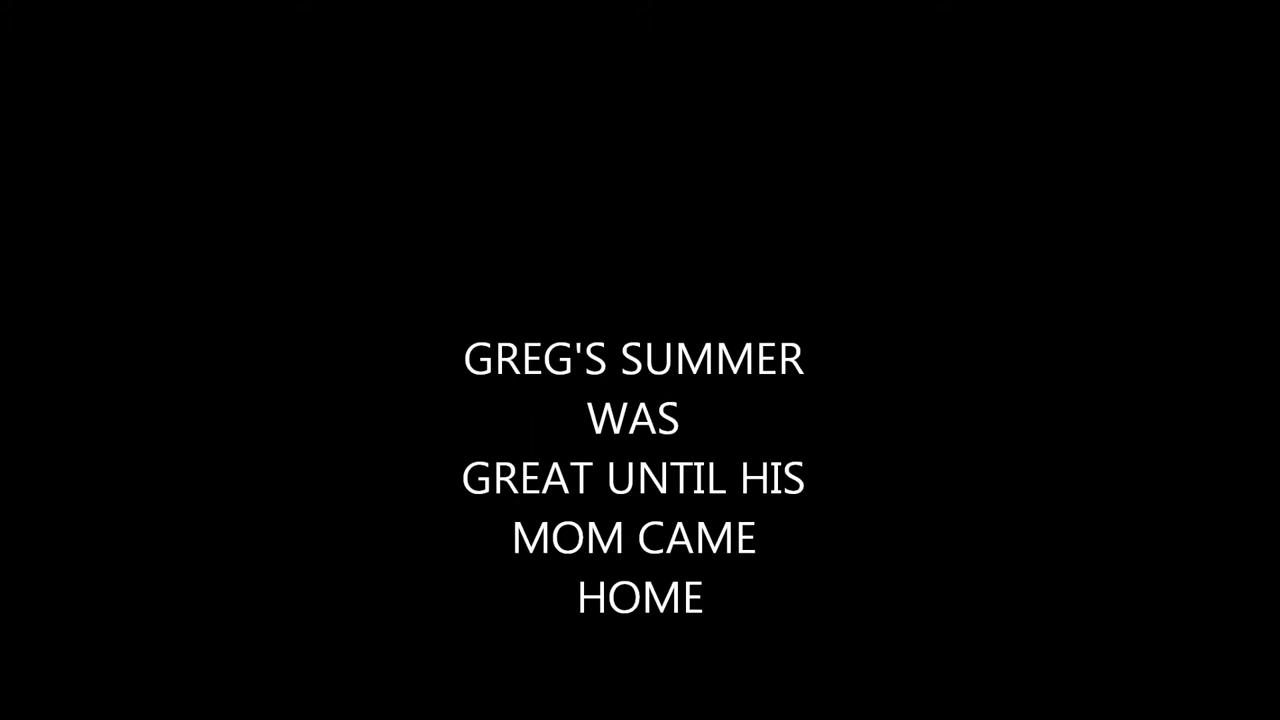 GREG'S SUMMER
WAS
GREAT UNTIL HIS
MOM CAME
HOME